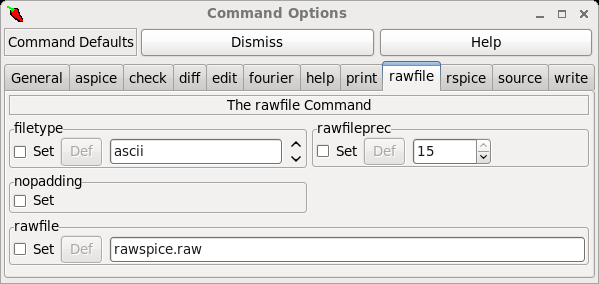 Command Options
Command Defaults Dismiss Help
General aspice check diff edit fourier help print rawfile rspice source write
The rawfile Command
filetype rawfileprec
Set Def ascii Set Def 15
nopadding
Set
rawfile
Set Def rawspice.raw